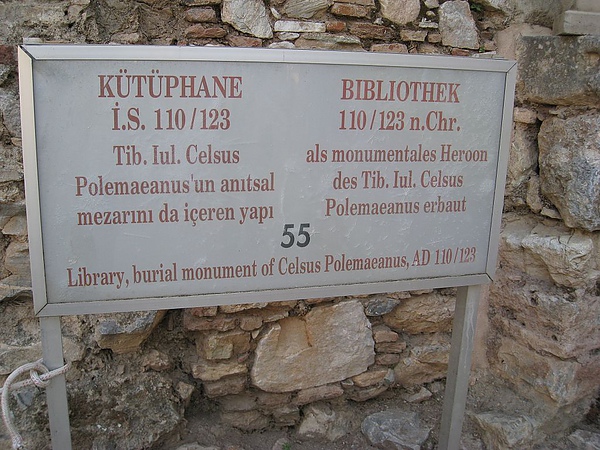 KÜTÜPHANE
İ.S. 110/123
Tib. Iul. Celsus
Polemaeanus'un anıtsal
mezarını da içeren yapı
BIBLIOTHEK
110/123 n.Chr.
als monumentales Heroon
des Tib. Iul. Celsus
Polemaeanus erbaut
55
Library, burial monument of Celsus Polemaeanus, AD 110/123